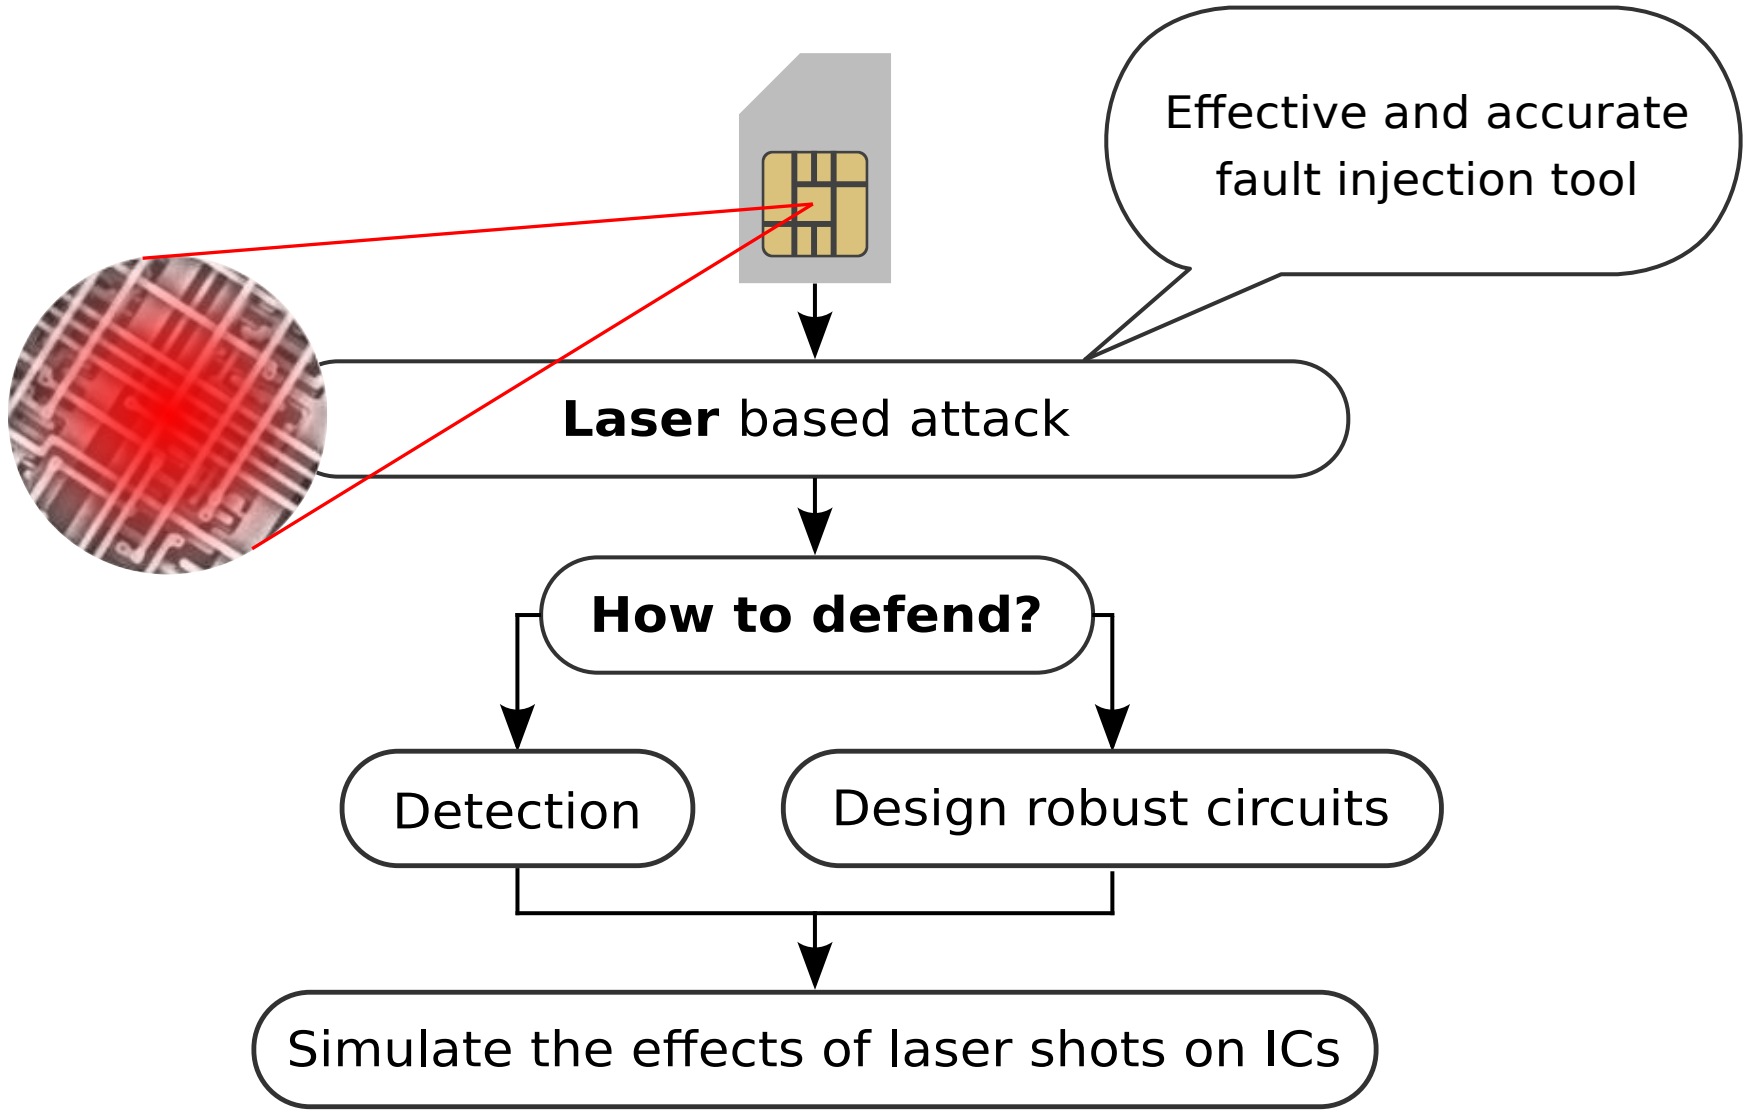 Effective and accurate
fault injection tool
Laser based attack
How to defend?
Detection
Design robust circuits
Simulate the effects of laser shots on ICs